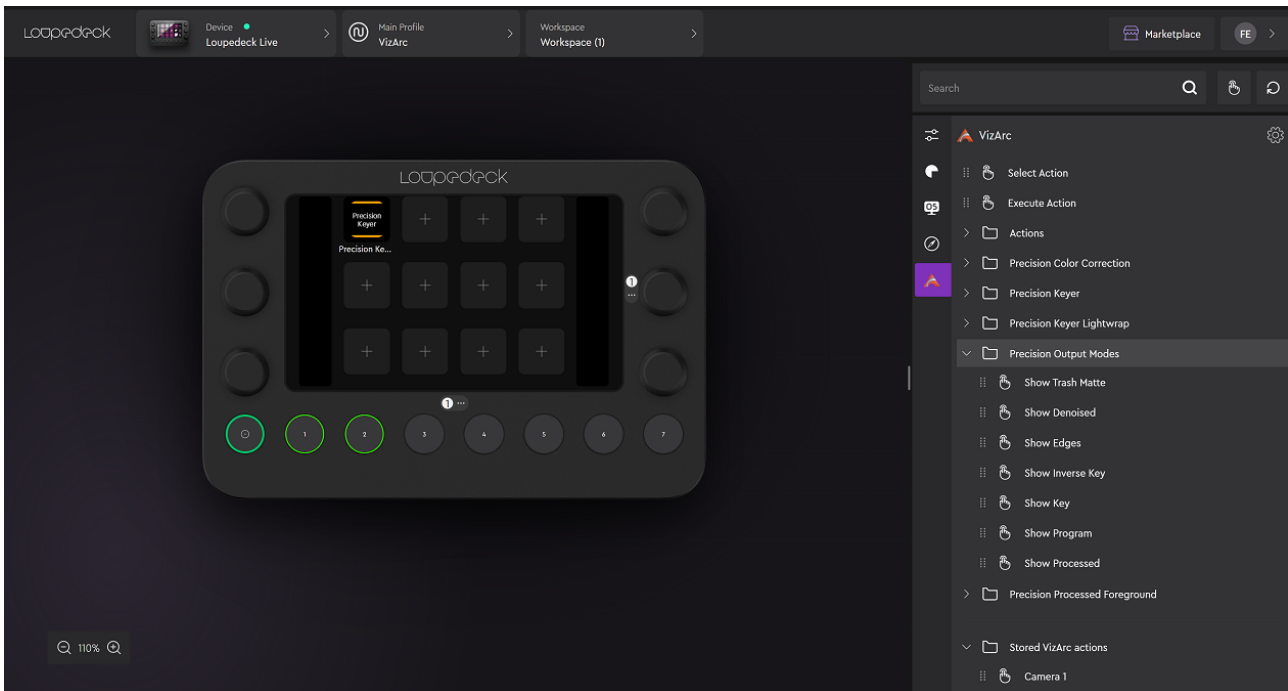 Loupedeck
Device
Loupedeck Live
Main Profile
VizArc
Workspace
Workspace (1)
Marketplace
FE
Search
VizArc
Select Action
Execute Action
OS
Actions
Precision Color Correction
Precision Keyer
Precision Keyer Lightwrap
Precision Output Modes
Show Trash Matte
Show Denoised
Show Edges
Show Inverse Key
Show Key
Show Program
Show Processed
Precision Processed Foreground
Stored VizArc actions
Camera 1
Loupedeck
Precision
Keyer
Precision Ke...
1
...
1 ...
1 2 3 4 5 6 7
110%